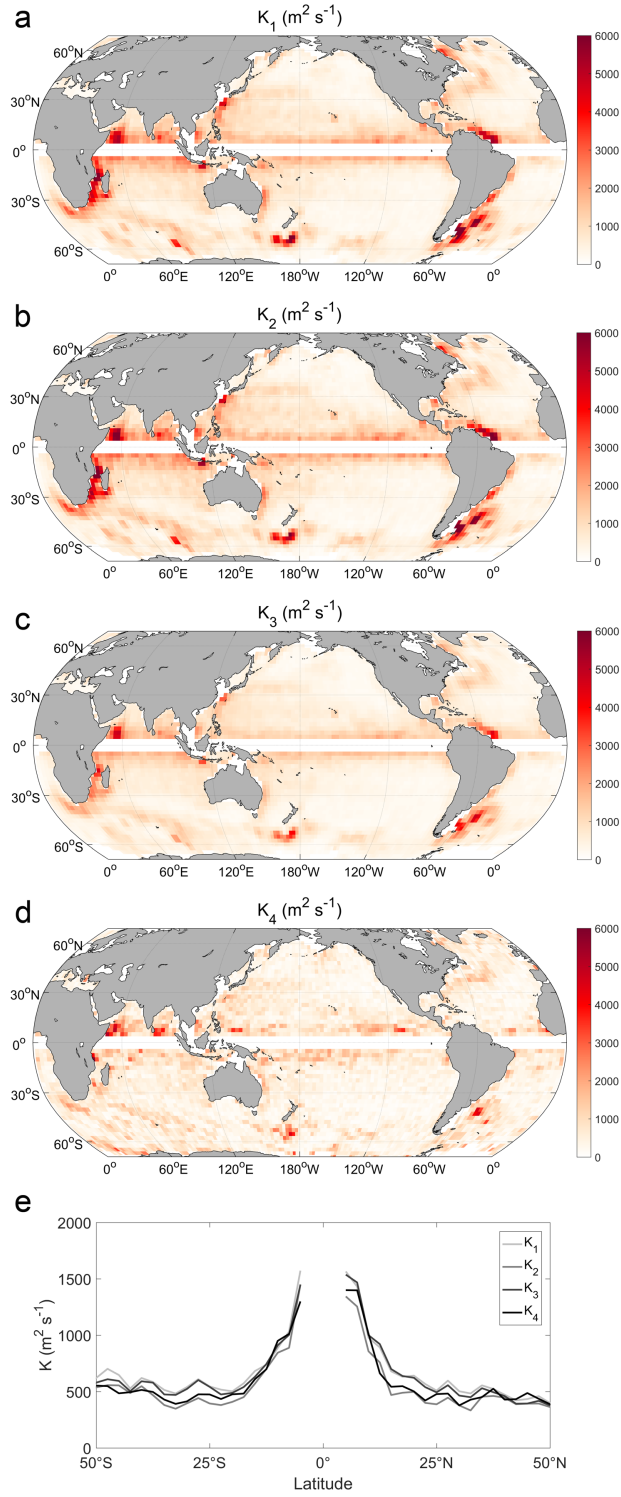 a
K₁ (m² s⁻¹)
60°N
30°N
0°
30°S
60°S
0° 60°E 120°E 180°W 120°W 60°W 0°
6000
5000
4000
3000
2000
1000
0
b
K₂ (m² s⁻¹)
60°N
30°N
0°
30°S
60°S
0° 60°E 120°E 180°W 120°W 60°W 0°
6000
5000
4000
3000
2000
1000
0
c
K₃ (m² s⁻¹)
60°N
30°N
0°
30°S
60°S
0° 60°E 120°E 180°W 120°W 60°W 0°
6000
5000
4000
3000
2000
1000
0
d
K₄ (m² s⁻¹)
60°N
30°N
0°
30°S
60°S
0° 60°E 120°E 180°W 120°W 60°W 0°
6000
5000
4000
3000
2000
1000
0
e
K (m² s⁻¹)
2000
1500
1000
500
0
K₁
K₂
K₃
K₄
50°S 25°S 0° 25°N 50°N
Latitude